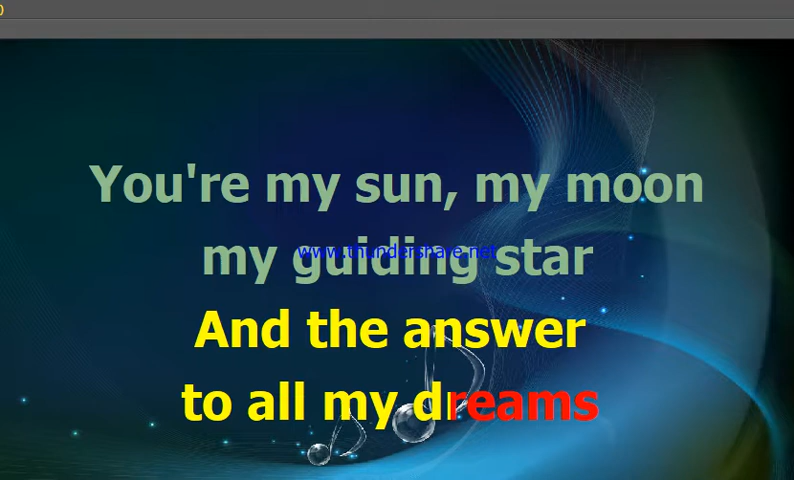 You're my sun, my moon
my guiding star
www.thundershare.net
And the answer
to all my dreams